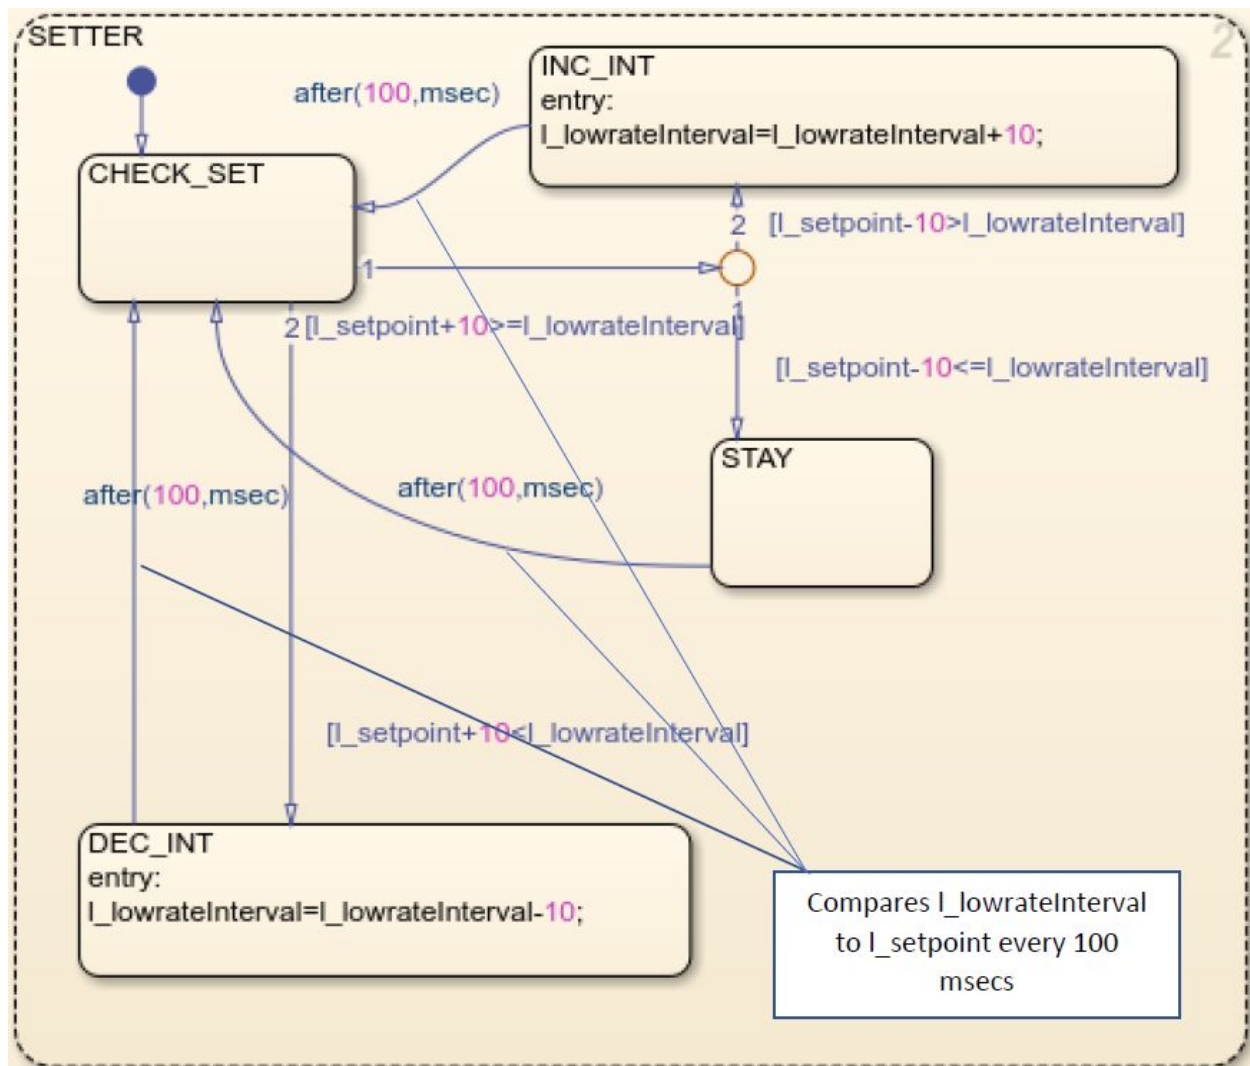 SETTER
2
after(100,msec)
INC_INT
entry:
l_lowrateInterval=l_lowrateInterval+10;
CHECK_SET
2
[l_setpoint-10>l_lowrateInterval]
1
2
[l_setpoint+10>=l_lowrateInterval]
1
[l_setpoint-10<=l_lowrateInterval]
STAY
after(100,msec)
after(100,msec)
[l_setpoint+10<l_lowrateInterval]
DEC_INT
entry:
l_lowrateInterval=l_lowrateInterval-10;
Compares l_lowrateInterval
to l_setpoint every 100
msecs